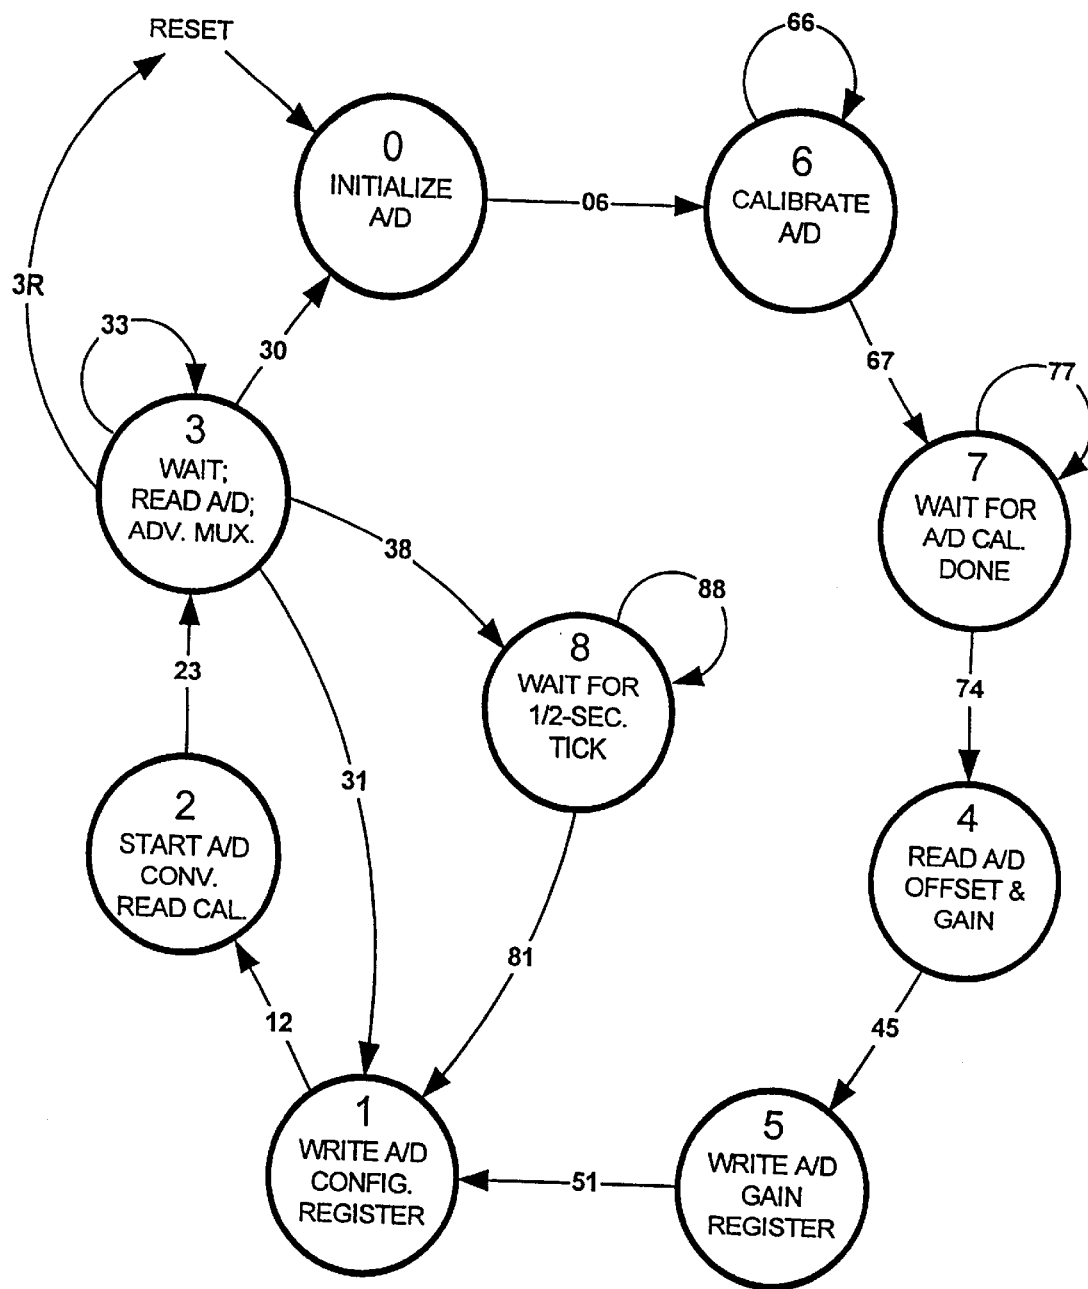 RESET
66
0
INITIALIZE
A/D
6
CALIBRATE
A/D
06
3R
33
30
67
77
3
WAIT;
READ A/D;
ADV. MUX.
7
WAIT FOR
A/D CAL.
DONE
38
88
8
WAIT FOR
1/2-SEC.
TICK
23
74
31
2
START A/D
CONV.
READ CAL.
4
READ A/D
OFFSET &
GAIN
81
12
45
1
WRITE A/D
CONFIG.
REGISTER
51
5
WRITE A/D
GAIN
REGISTER